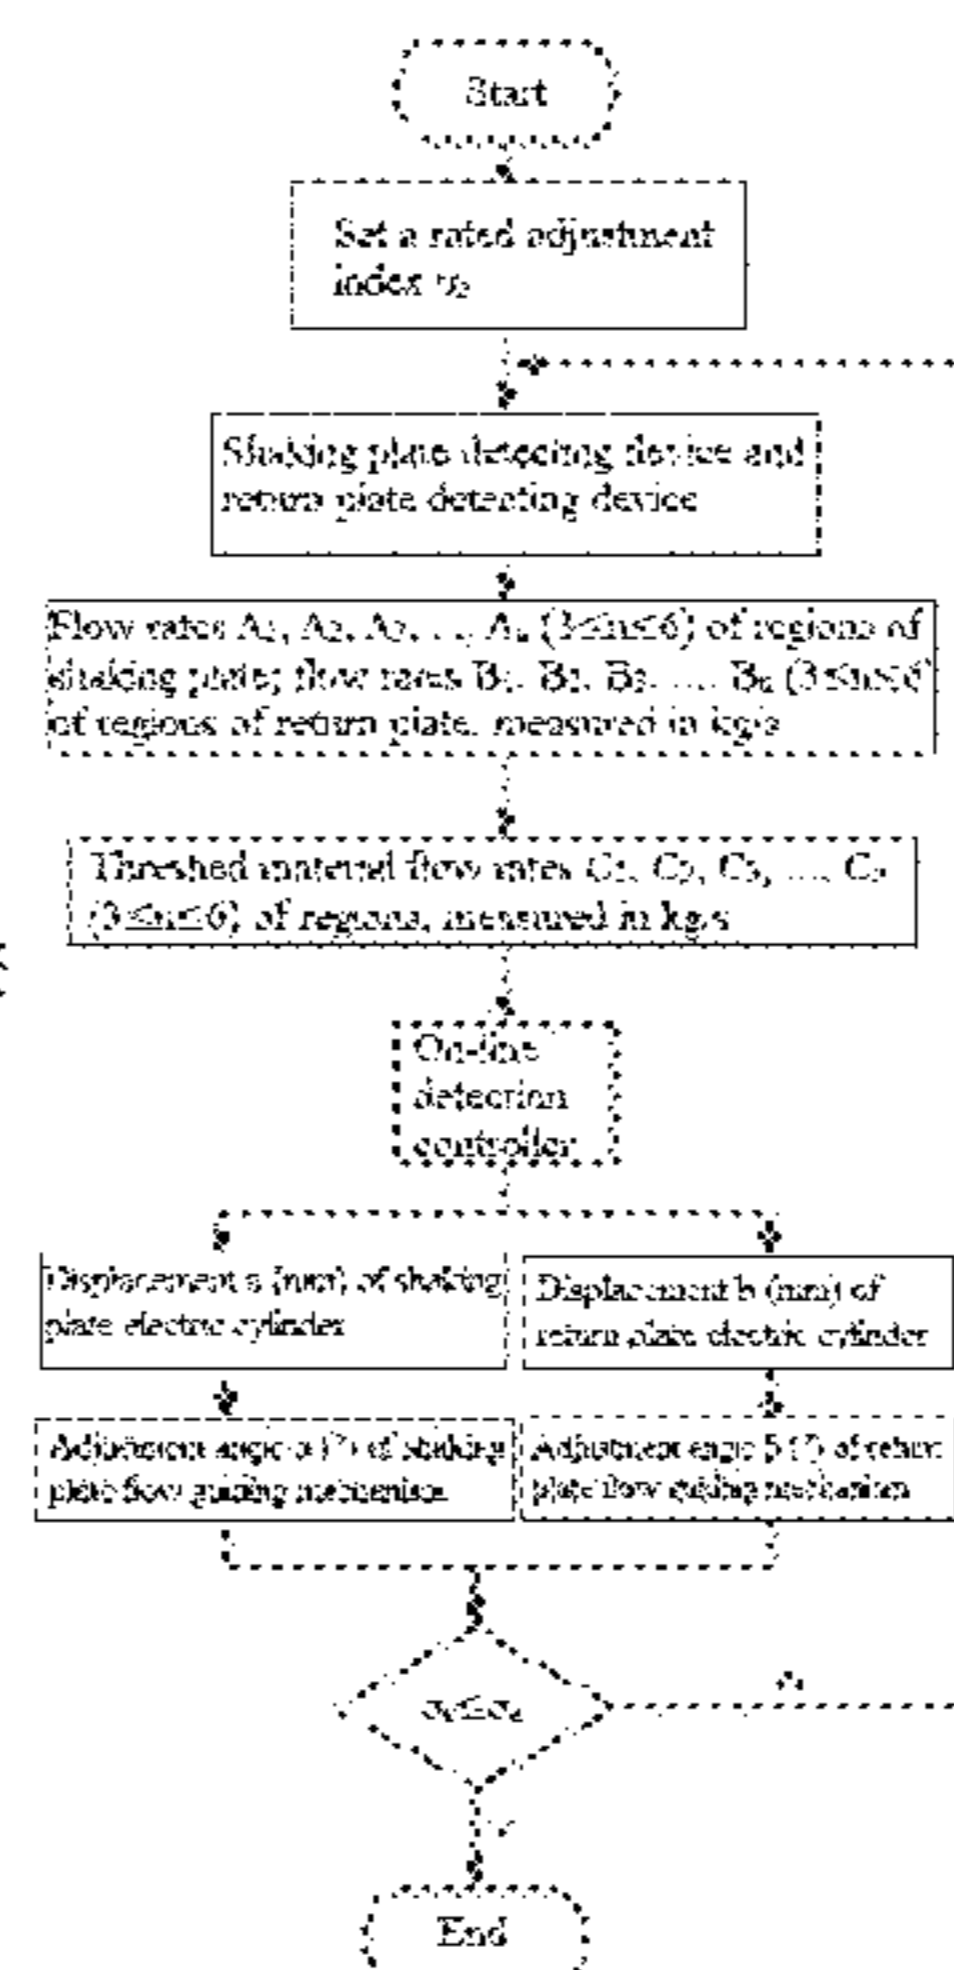 Start
Set a rated adjustment
index
Shaking plate detecting device and
return plate detecting device
Flow rates A₁, A₂, A₃, …, Aₙ (3≤n≤6) of regions of
shaking plate; flow rates B₁, B₂, B₃, …, Bₙ (3≤n≤6
of regions of return plate, measured in kg/s
Threshed material flow rates C₁, C₂, C₃, …, Cₙ
(3≤n≤6) of regions, measured in kg/s
On-line
detection
controller
Displacement a (mm) of shaking
plate electric cylinder
Displacement b (mm) of
return plate electric cylinder
Adjustment angle α (°) of shaking
plate flow guiding mechanism
Adjustment angle β (°) of return
plate flow guiding mechanism
End